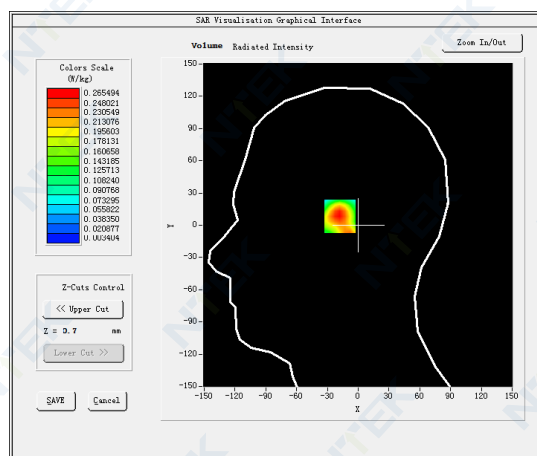 SAR Visualisation Graphical Interface
Volume Radiated Intensity
Zoom In/Out
Colors Scale
(W/kg)
0.265494
0.248021
0.230549
0.213076
0.195603
0.178131
0.160658
0.143185
0.125713
0.108240
0.090768
0.073295
0.055822
0.038350
0.020877
0.003404
Z-Cuts Control
<< Upper Cut
Z = 0.7 mm
Lower Cut >>
SAVE Cancel
150
120
90
60
30
0
-30
-60
-90
-120
-150
Y
-150 -120 -90 -60 -30 0 30 60 90 120 150
X
NTEK